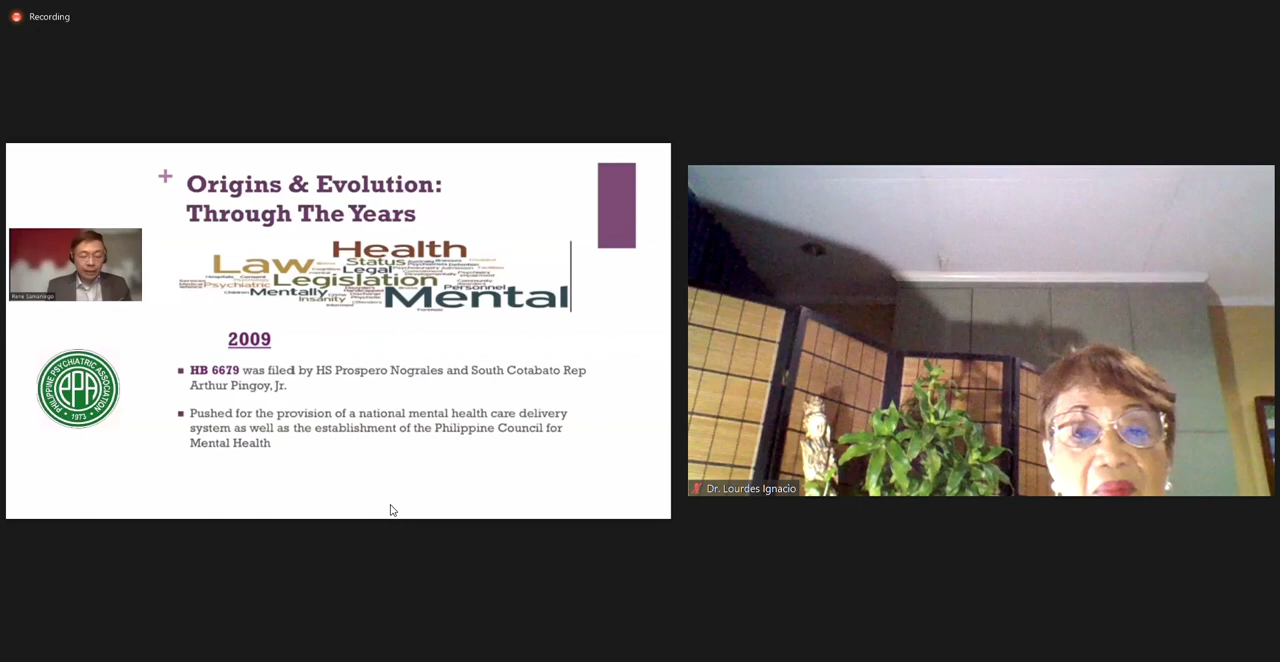 Recording
+ Origins & Evolution:
Through The Years
Health
Law
Status
Legal
Psychiatric
Legislation
Mentally
Personnel
Insanity
Mental
Rene Samaniego
2009
HB 6679 was filed by HS Prospero Nograles and South Cotabato Rep
Arthur Pingoy, Jr.
PHILIPPINE PSYCHIATRIC ASSOCIATION
PPA
• 1973 •
Pushed for the provision of a national mental health care delivery
system as well as the establishment of the Philippine Council for
Mental Health
Dr. Lourdes Ignacio